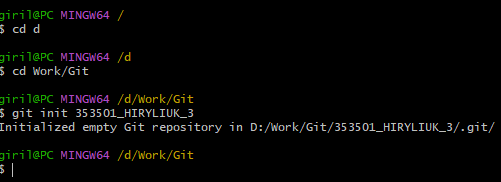 giril@PC MINGW64 /
$ cd d
giril@PC MINGW64 /d
$ cd Work/Git
giril@PC MINGW64 /d/Work/Git
$ git init 353501_HIRYLIUK_3
Initialized empty Git repository in D:/Work/Git/353501_HIRYLIUK_3/.git/
giril@PC MINGW64 /d/Work/Git
$